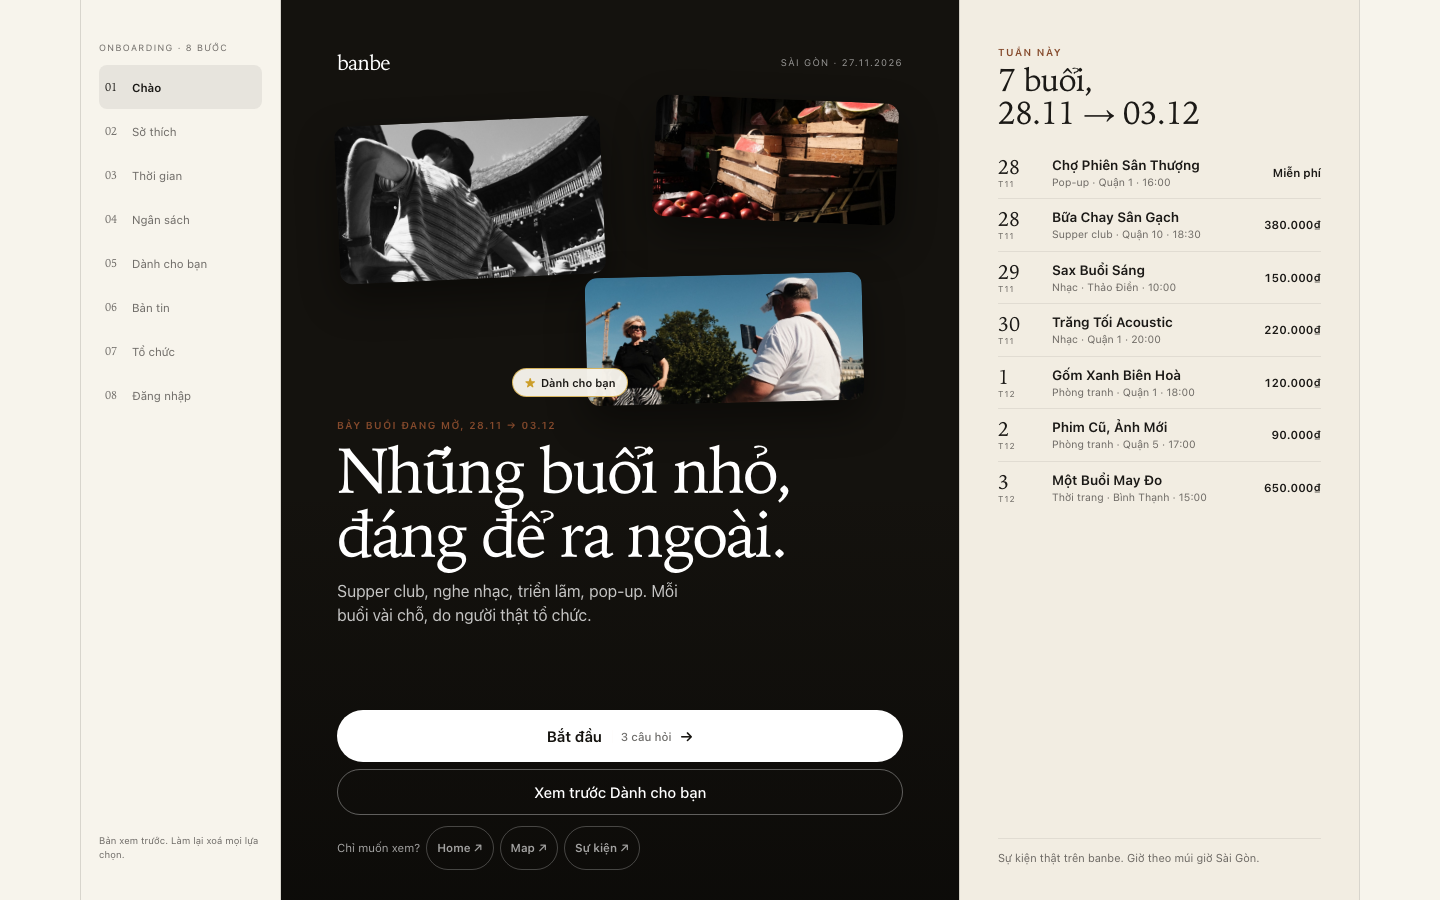 ONBOARDING · 8 BƯỚC
01 Chào
02 Sở thích
03 Thời gian
04 Ngân sách
05 Dành cho bạn
06 Bản tin
07 Tổ chức
08 Đăng nhập
Bản xem trước. Làm lại xoá mọi lựa
chọn.
banbe
SÀI GÒN · 27.11.2026
★ Dành cho bạn
BẢY BUỔI ĐANG MỞ, 28.11 → 03.12
Những buổi nhỏ,
đáng để ra ngoài.
Supper club, nghe nhạc, triển lãm, pop-up. Mỗi
buổi vài chỗ, do người thật tổ chức.
Bắt đầu 3 câu hỏi →
Xem trước Dành cho bạn
Chỉ muốn xem? Home ↗ Map ↗ Sự kiện ↗
TUẦN NÀY
7 buổi,
28.11 → 03.12
28 T11 Chợ Phiên Sân Thượng Miễn phí
Pop-up · Quận 1 · 16:00
28 T11 Bữa Chay Sân Gạch 380.000₫
Supper club · Quận 10 · 18:30
29 T11 Sax Buổi Sáng 150.000₫
Nhạc · Thảo Điền · 10:00
30 T11 Trăng Tối Acoustic 220.000₫
Nhạc · Quận 1 · 20:00
1 T12 Gốm Xanh Biên Hoà 120.000₫
Phòng tranh · Quận 1 · 18:00
2 T12 Phim Cũ, Ảnh Mới 90.000₫
Phòng tranh · Quận 5 · 17:00
3 T12 Một Buổi May Đo 650.000₫
Thời trang · Bình Thạnh · 15:00
Sự kiện thật trên banbe. Giờ theo múi giờ Sài Gòn.